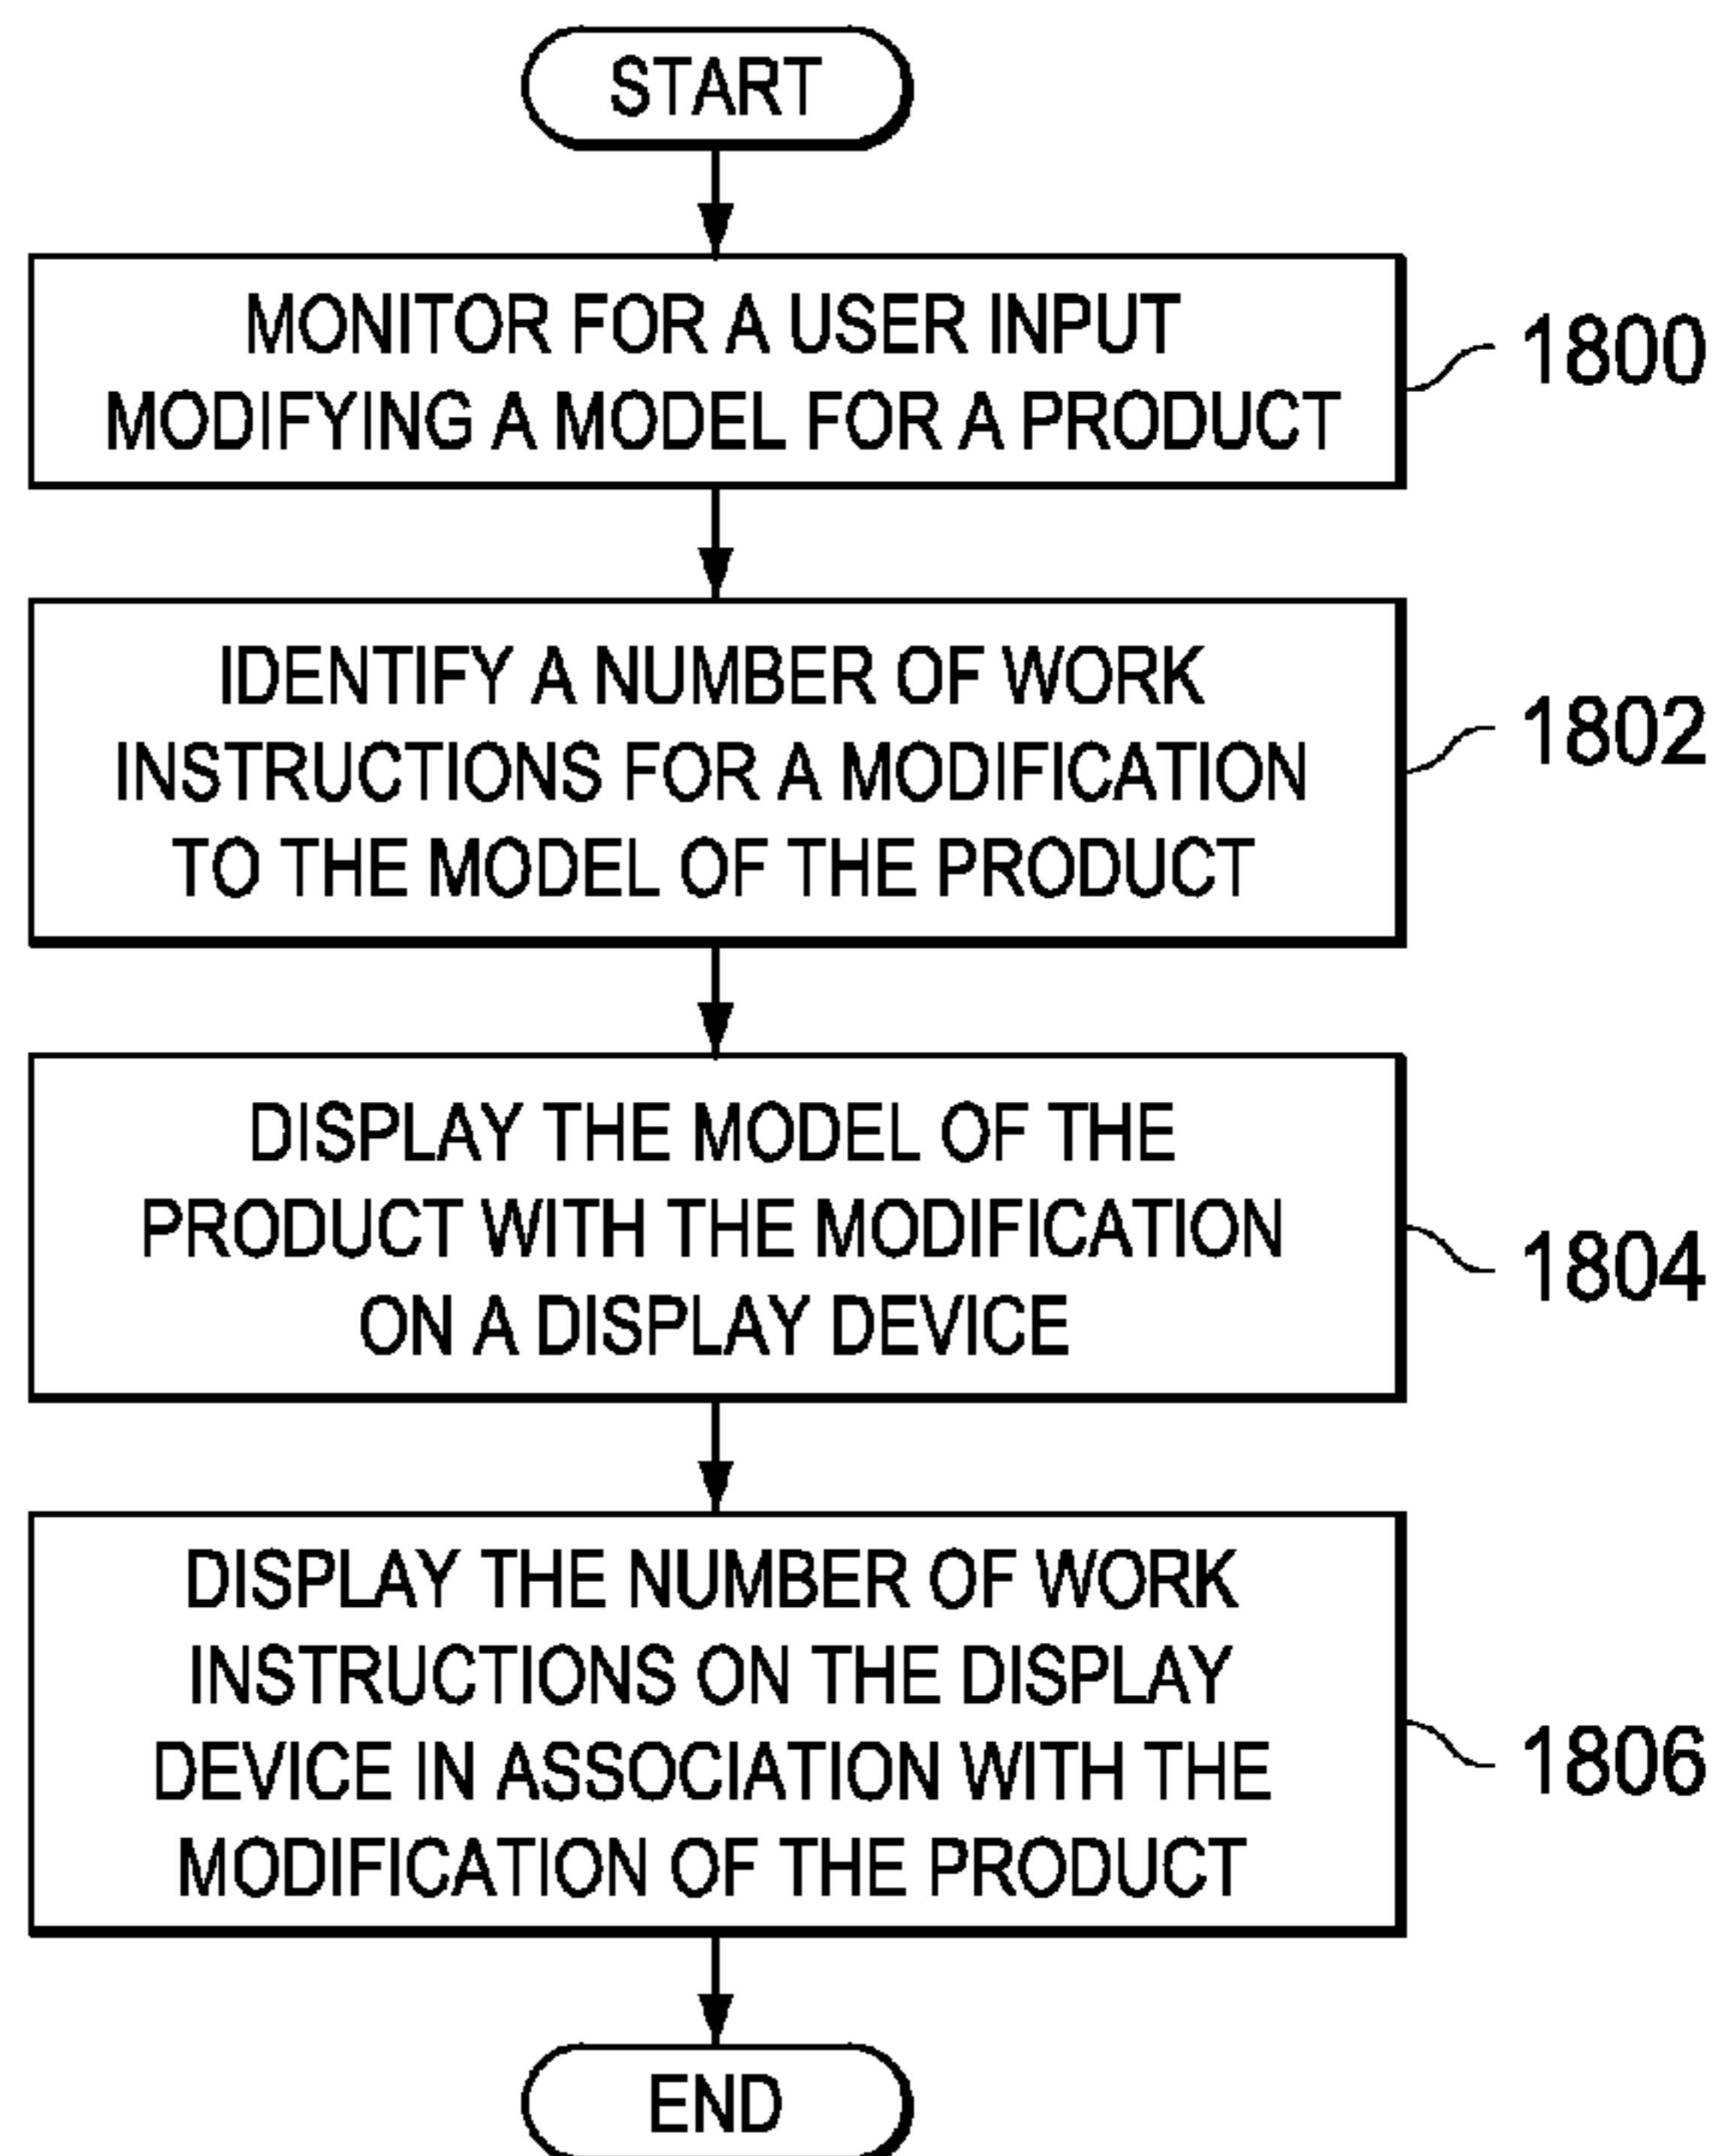 START
MONITOR FOR A USER INPUT
MODIFYING A MODEL FOR A PRODUCT
1800
IDENTIFY A NUMBER OF WORK
INSTRUCTIONS FOR A MODIFICATION
TO THE MODEL OF THE PRODUCT
1802
DISPLAY THE MODEL OF THE
PRODUCT WITH THE MODIFICATION
ON A DISPLAY DEVICE
1804
DISPLAY THE NUMBER OF WORK
INSTRUCTIONS ON THE DISPLAY
DEVICE IN ASSOCIATION WITH THE
MODIFICATION OF THE PRODUCT
1806
END